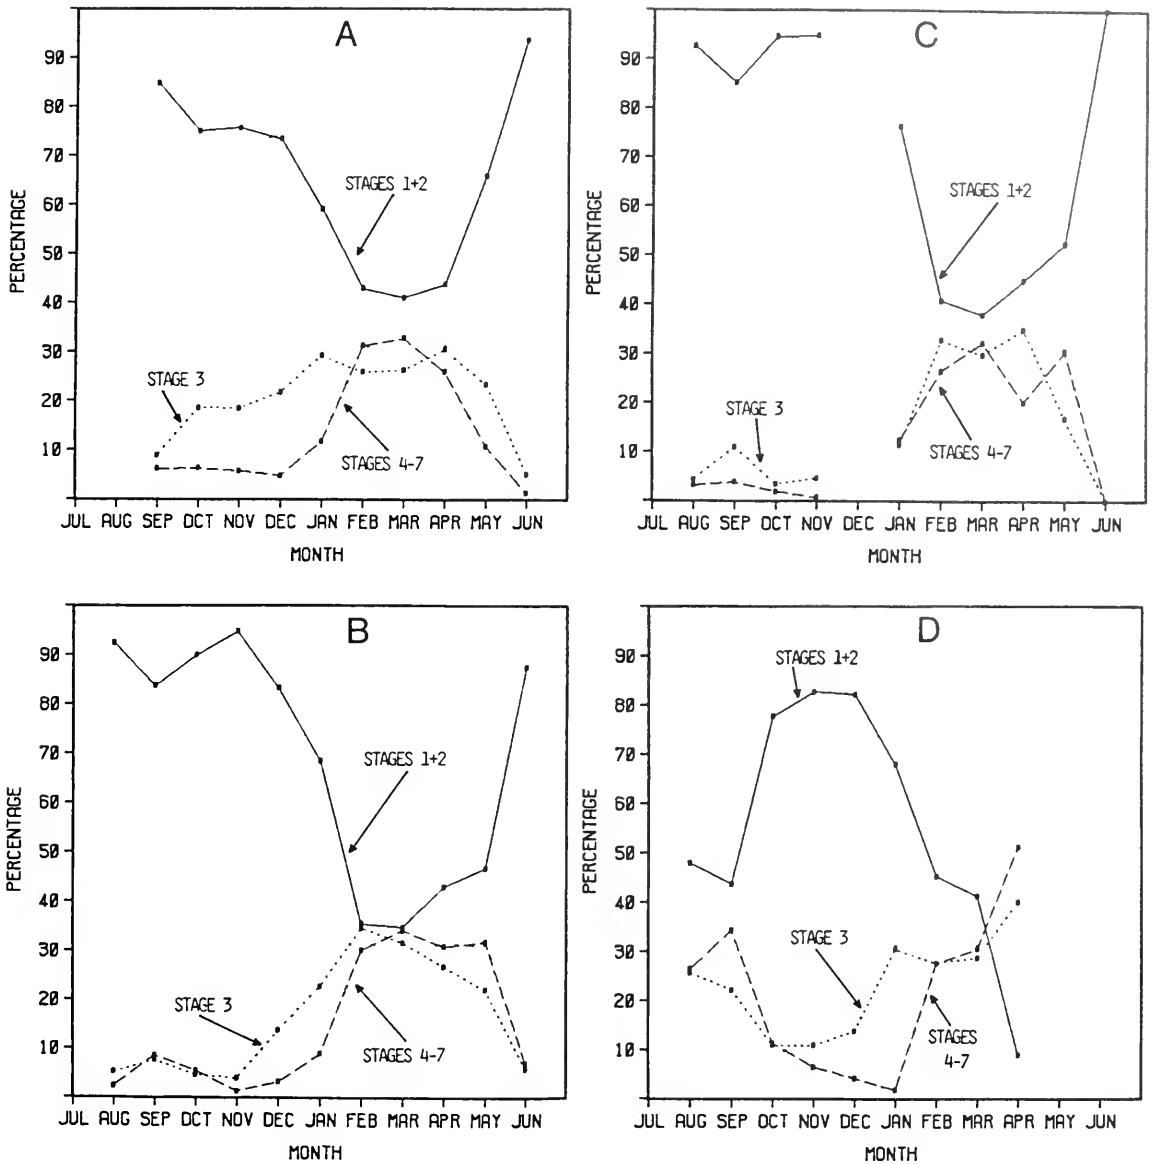 A
90
80
70
60
50
40
30
20
10
PERCENTAGE
STAGES 1+2
STAGE 3
STAGES 4-7
JUL AUG SEP OCT NOV DEC JAN FEB MAR APR MAY JUN
MONTH
C
90
80
70
60
50
40
30
20
10
PERCENTAGE
STAGES 1+2
STAGE 3
STAGES 4-7
JUL AUG SEP OCT NOV DEC JAN FEB MAR APR MAY JUN
MONTH
B
90
80
70
60
50
40
30
20
10
PERCENTAGE
STAGES 1+2
STAGE 3
STAGES 4-7
JUL AUG SEP OCT NOV DEC JAN FEB MAR APR MAY JUN
MONTH
D
90
80
70
60
50
40
30
20
10
PERCENTAGE
STAGES 1+2
STAGE 3
STAGES
4-7
JUL AUG SEP OCT NOV DEC JAN FEB MAR APR MAY JUN
MONTH